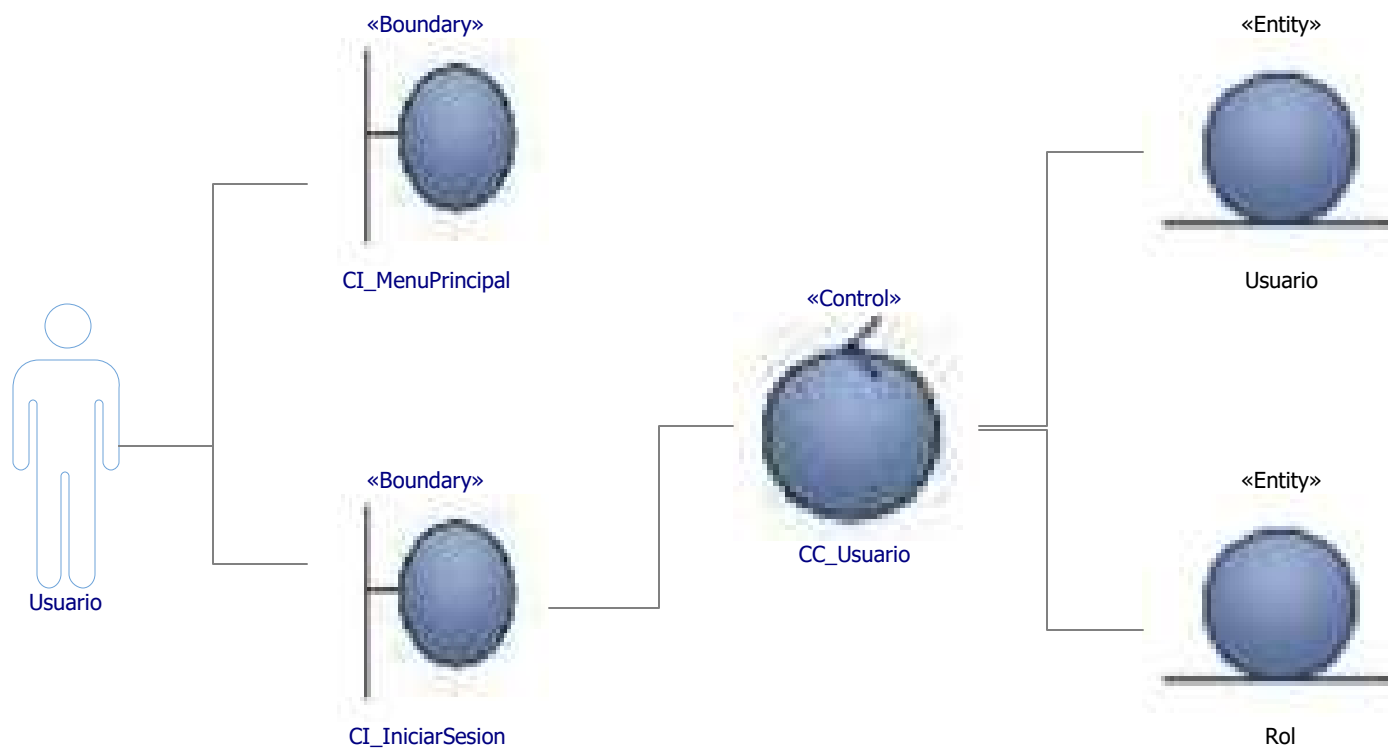 «Boundary»
«Entity»
CI_MenuPrincipal
Usuario
«Control»
«Boundary»
«Entity»
CC_Usuario
Usuario
CI_IniciarSesion
Rol